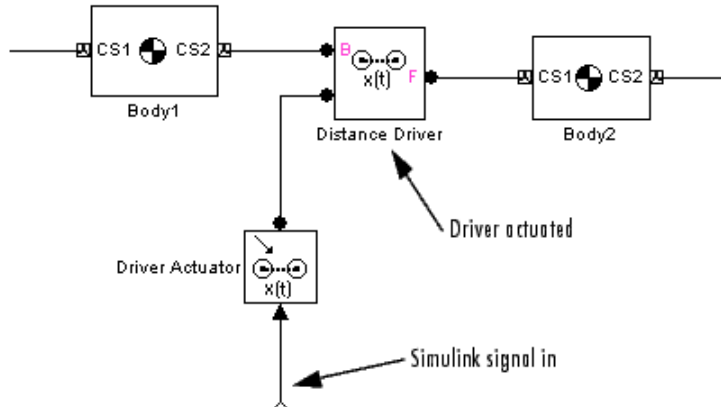 CS1 CS2
Body1
B
F
x(t)
Distance Driver
CS1 CS2
Body2
Driver actuated
Driver Actuator
x(t)
Simulink signal in